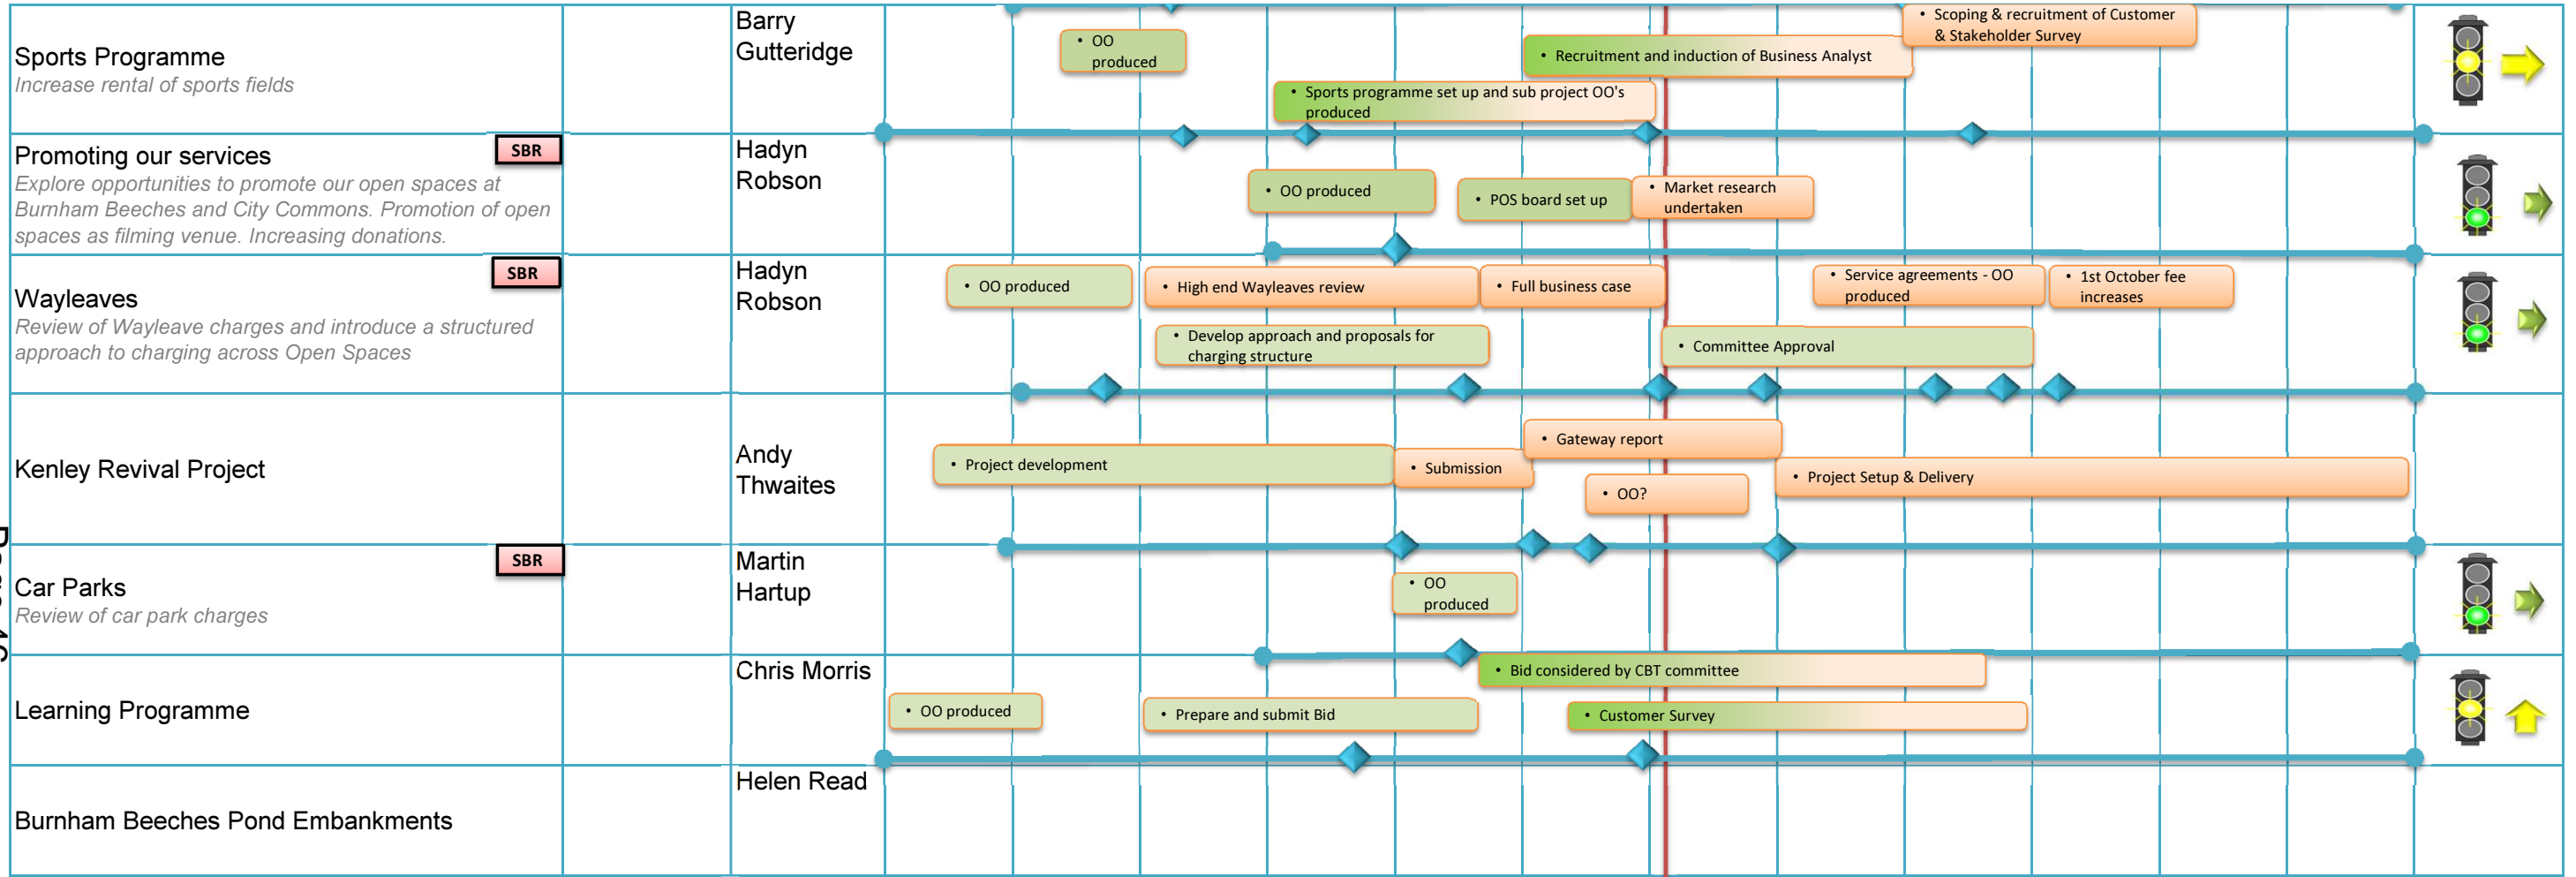 Sports Programme
Increase rental of sports fields
Barry
Gutteridge
• OO
produced
• Scoping & recruitment of Customer
& Stakeholder Survey
• Recruitment and induction of Business Analyst
• Sports programme set up and sub project OO's
produced
Promoting our services
SBR
Explore opportunities to promote our open spaces at
Burnham Beeches and City Commons. Promotion of open
spaces as filming venue. Increasing donations.
Hadyn
Robson
• OO produced
• POS board set up
• Market research
undertaken
Wayleaves
SBR
Review of Wayleave charges and introduce a structured
approach to charging across Open Spaces
Hadyn
Robson
• OO produced
• High end Wayleaves review
• Full business case
• Service agreements - OO
produced
• 1st October fee
increases
• Develop approach and proposals for
charging structure
• Committee Approval
Kenley Revival Project
Andy
Thwaites
• Project development
• Submission
• Gateway report
• OO?
• Project Setup & Delivery
SBR
Car Parks
Review of car park charges
Martin
Hartup
• OO
produced
Learning Programme
Chris Morris
• OO produced
• Prepare and submit Bid
• Bid considered by CBT committee
• Customer Survey
Burnham Beeches Pond Embankments
Helen Read